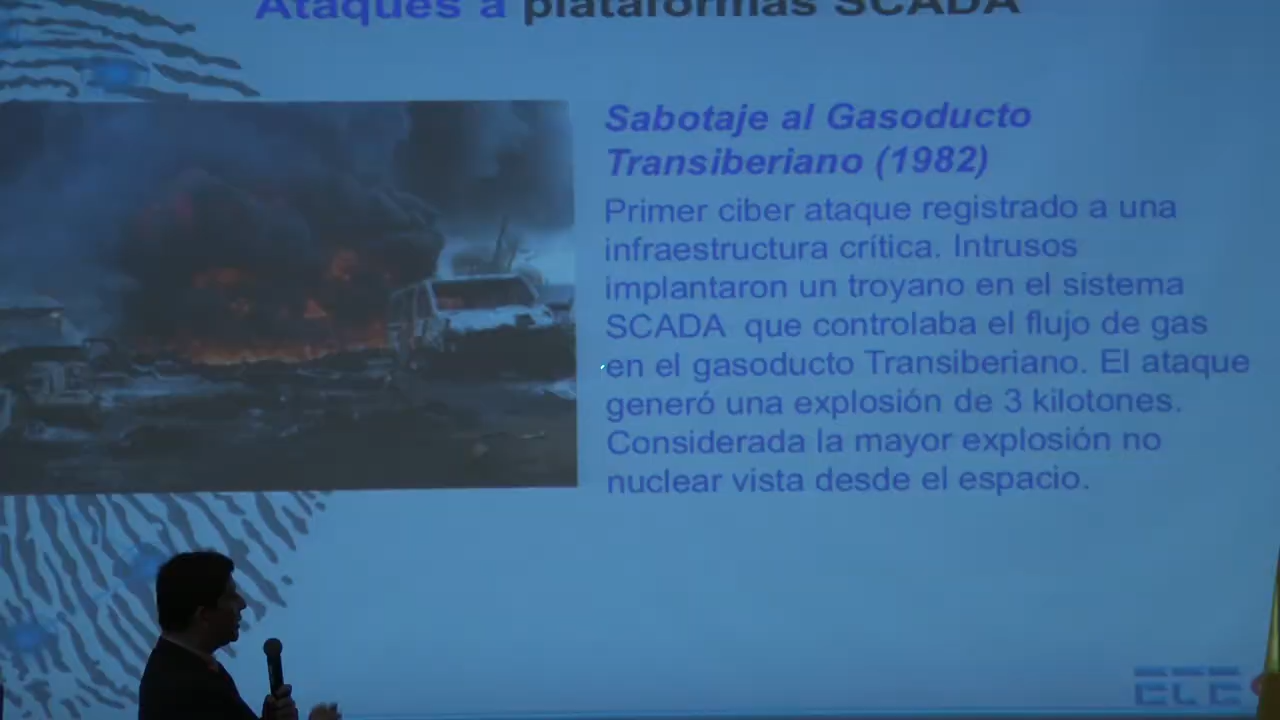 Ataques a plataformas SCADA
Sabotaje al Gasoducto
Transiberiano (1982)
Primer ciber ataque registrado a una
infraestructura crítica. Intrusos
implantaron un troyano en el sistema
SCADA que controlaba el flujo de gas
en el gasoducto Transiberiano. El ataque
generó una explosión de 3 kilotones.
Considerada la mayor explosión no
nuclear vista desde el espacio.